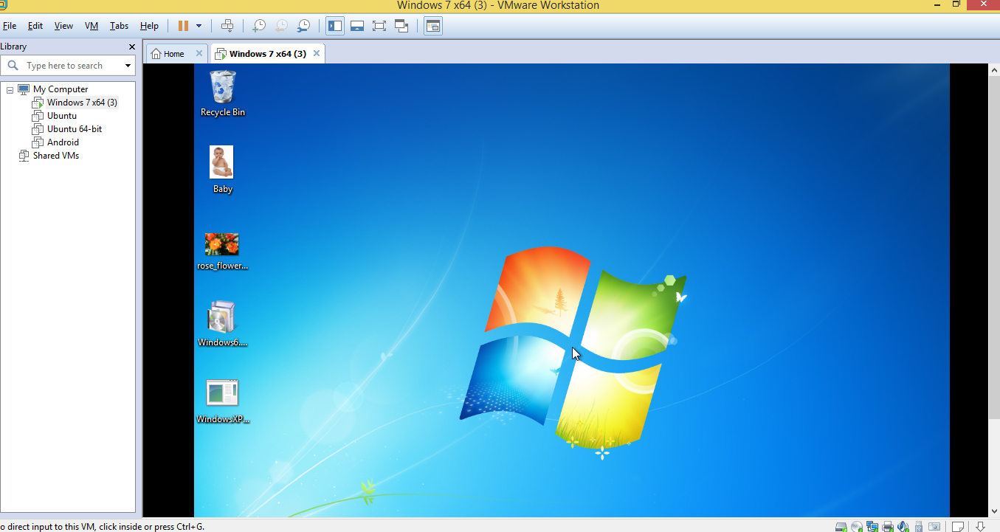 Windows 7 x64 (3) - VMware Workstation
File Edit View VM Tabs Help
Library
Type here to search
Home
Windows 7 x64 (3)
My Computer
Windows 7 x64 (3)
Ubuntu
Ubuntu 64-bit
Android
Shared VMs
Recycle Bin
Baby
rose_flower...
Windows6....
WindowsXP...
o direct input to this VM, click inside or press Ctrl+G.